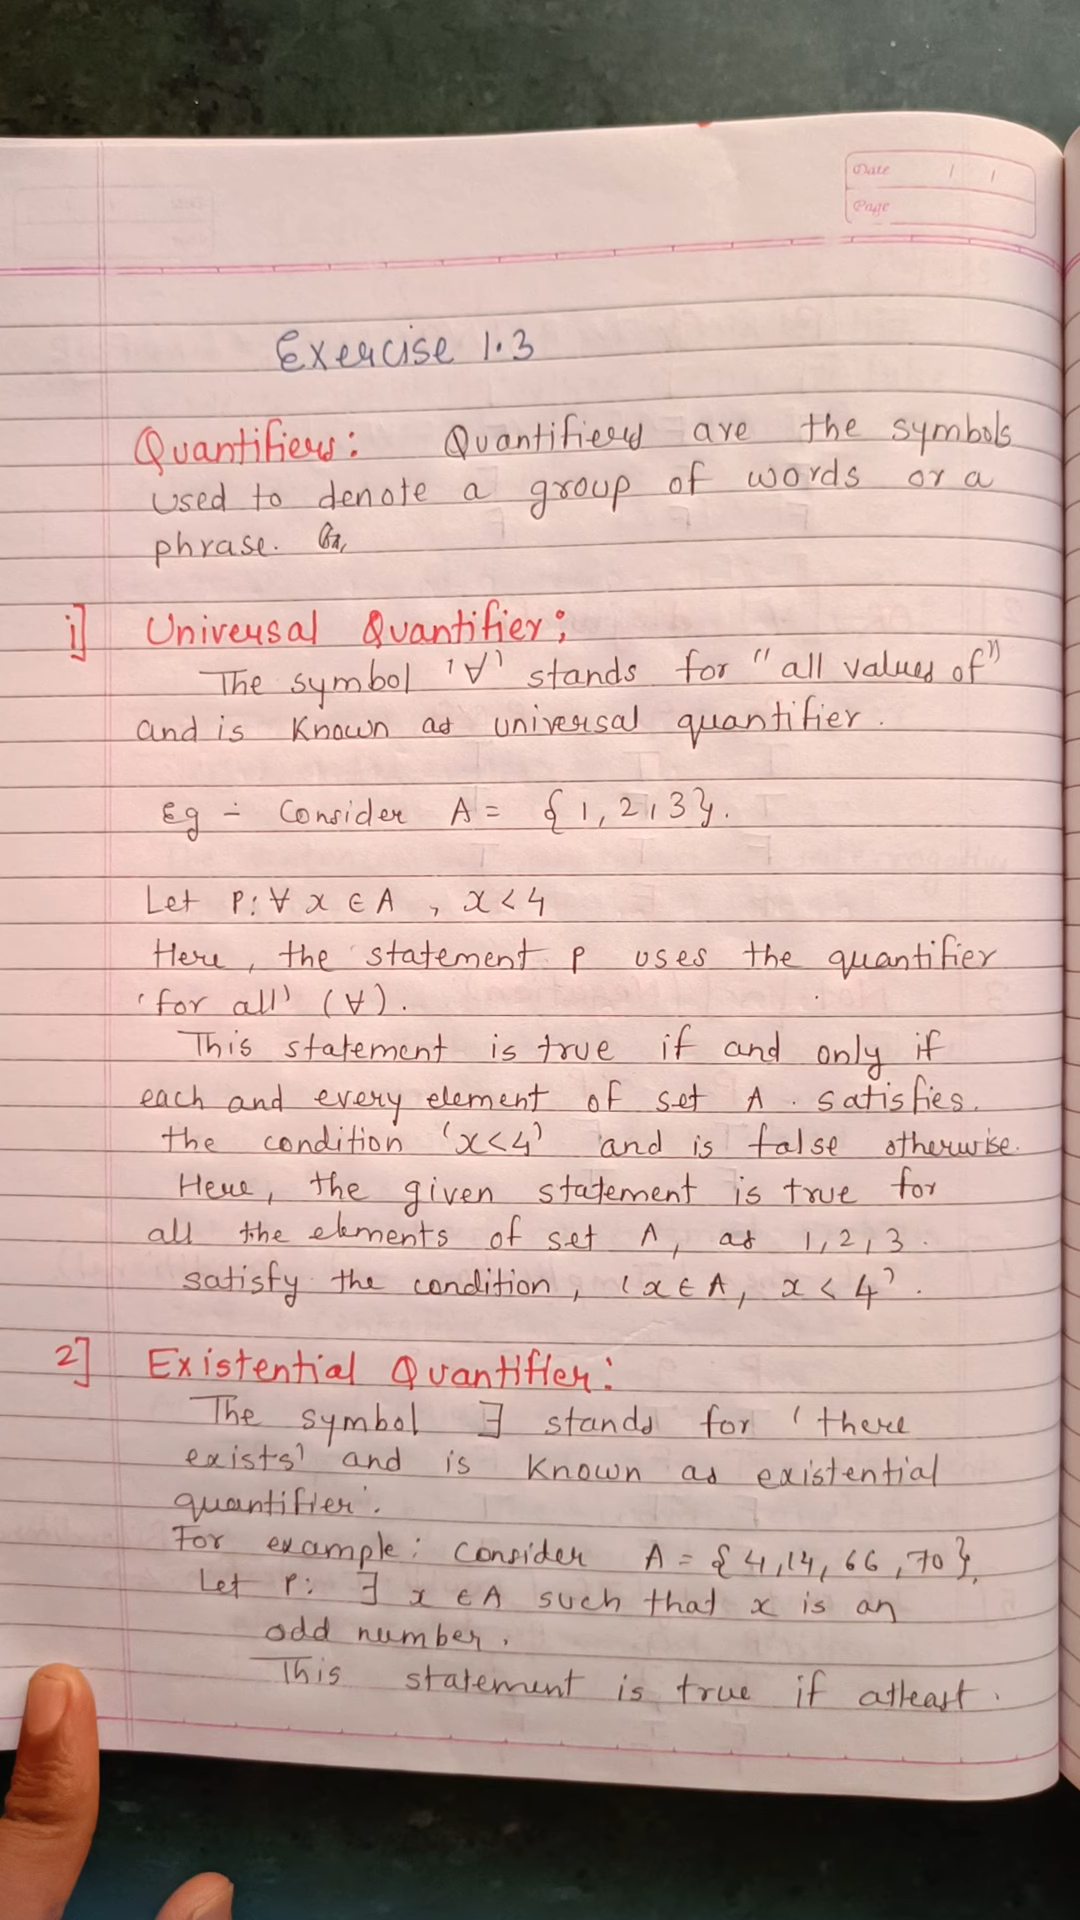 Date / /
Page
Exercise 1.3
Quantifiers: Quantifiers are the symbols
used to denote a group of words or a
phrase.
i] Universal Quantifier:
The symbol '∀' stands for "all values of"
and is known as universal quantifier.
Eg ÷ Consider A = {1, 2, 3}.
Let P: ∀ x ∈ A , x < 4
Here, the statement p uses the quantifier
'for all' (∀).
This statement is true if and only if
each and every element of set A satisfies.
the condition 'x<4' and is false otherwise.
Here, the given statement is true for
all the elements of set A, as 1, 2, 3.
satisfy the condition, 'x ∈ A, x < 4'.
2] Existential Quantifier:
The symbol ∃ stands for 'there
exists' and is known as existential
quantifier'.
For example: Consider A = {4, 14, 66, 70},
Let P: ∃ x ∈ A such that x is an
odd number.
This statement is true if atleast.